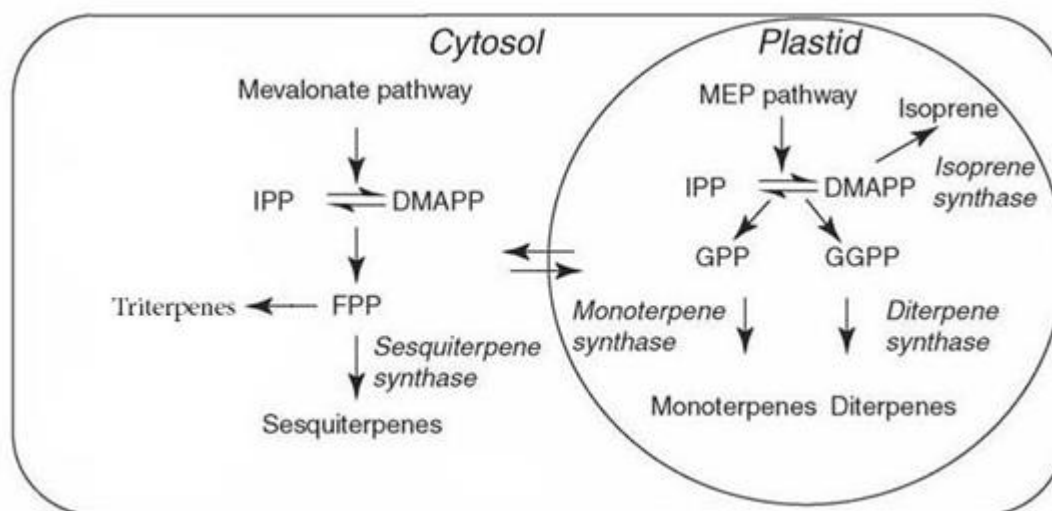 Cytosol
Mevalonate pathway
IPP
DMAPP
Triterpenes
FPP
Sesquiterpene
synthase
Sesquiterpenes
Plastid
MEP pathway
Isoprene
IPP
DMAPP
Isoprene
synthase
GPP
GGPP
Monoterpene
synthase
Diterpene
synthase
Monoterpenes
Diterpenes